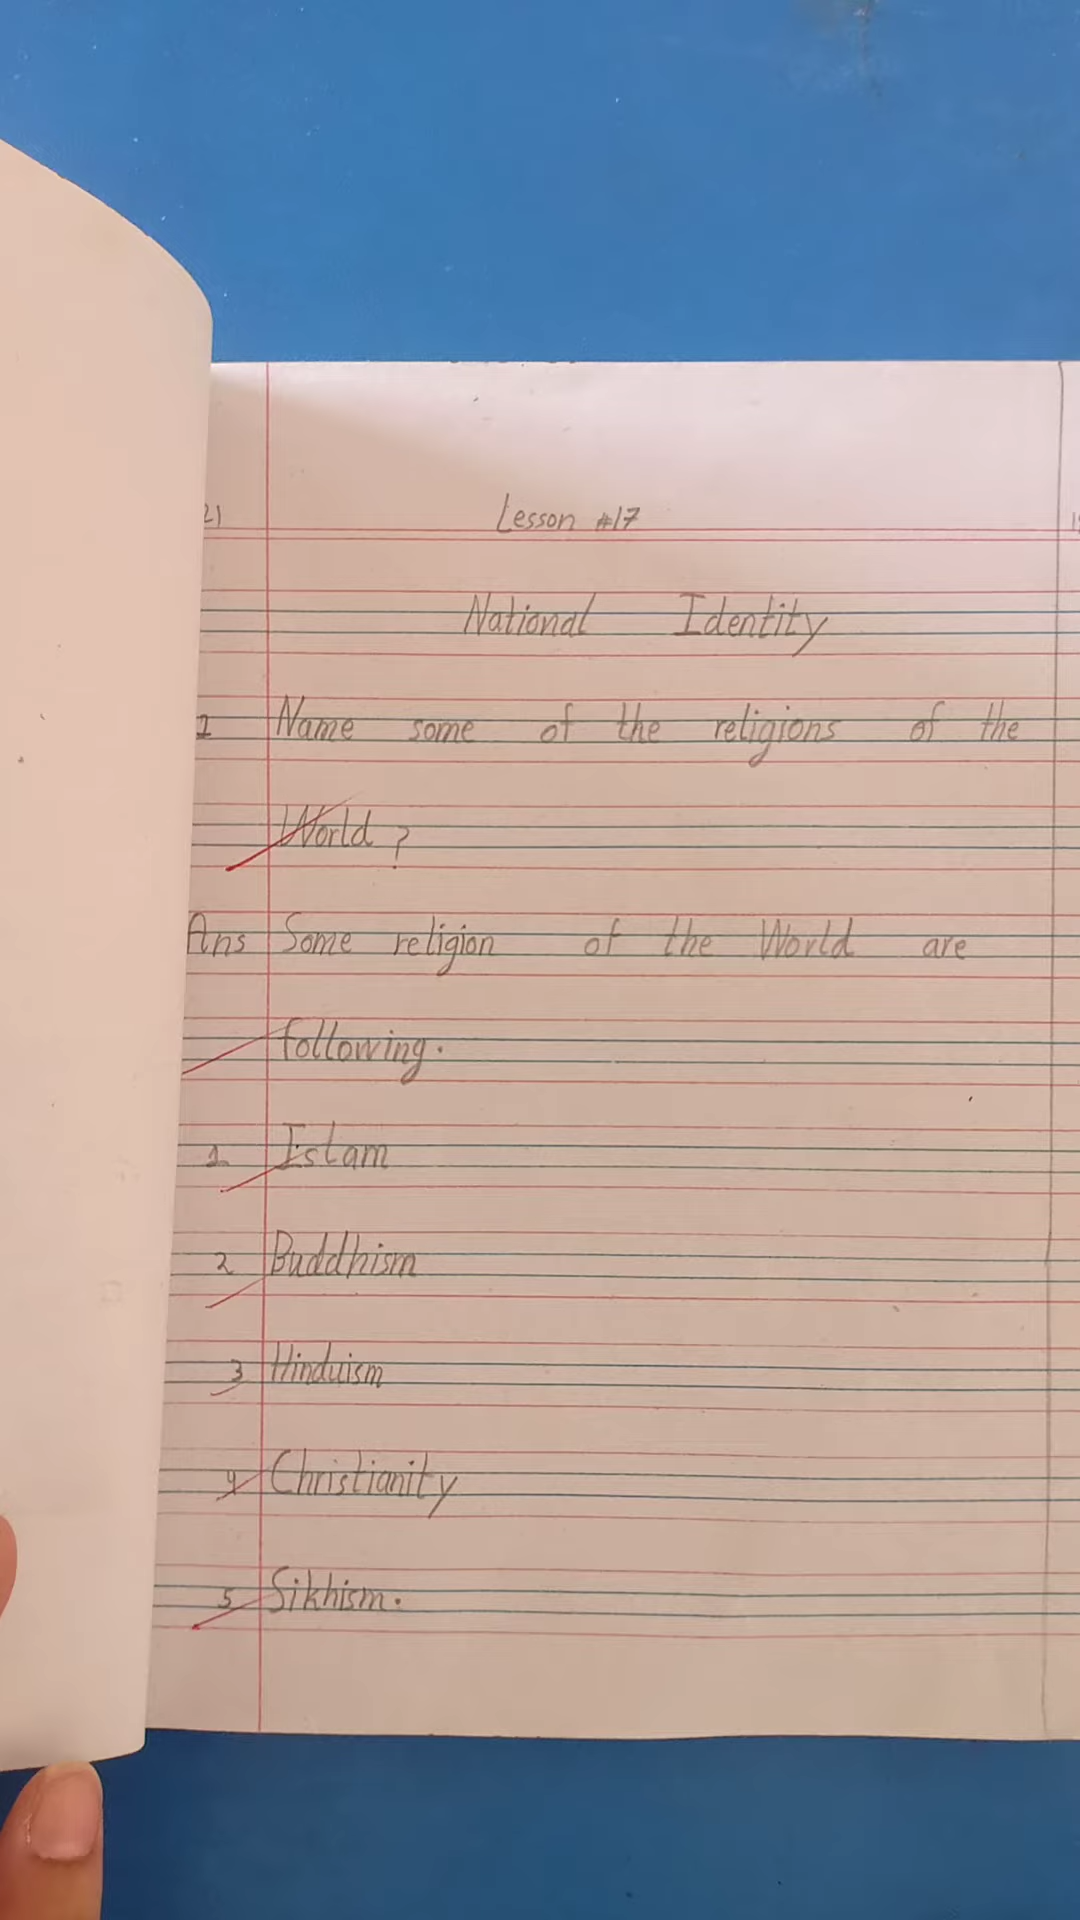 21 Lesson #17
National Identity
1 Name some of the religions of the
World ?
Ans Some religion of the World are
following.
1 Islam
2 Buddhism
3 Hinduism
4 Christianity
5 Sikhism.